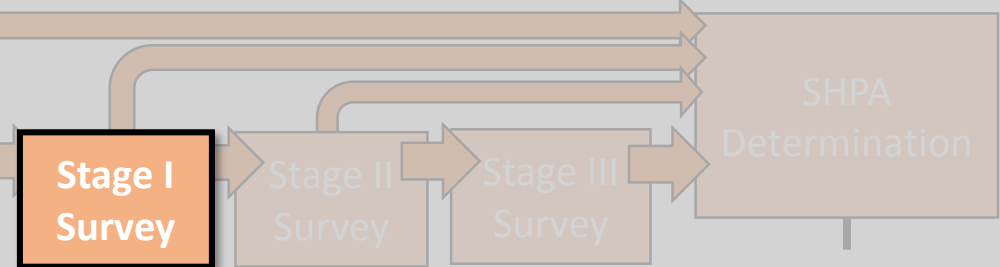 SHPA
Determination
Stage I
Survey
Stage II
Survey
Stage III
Survey